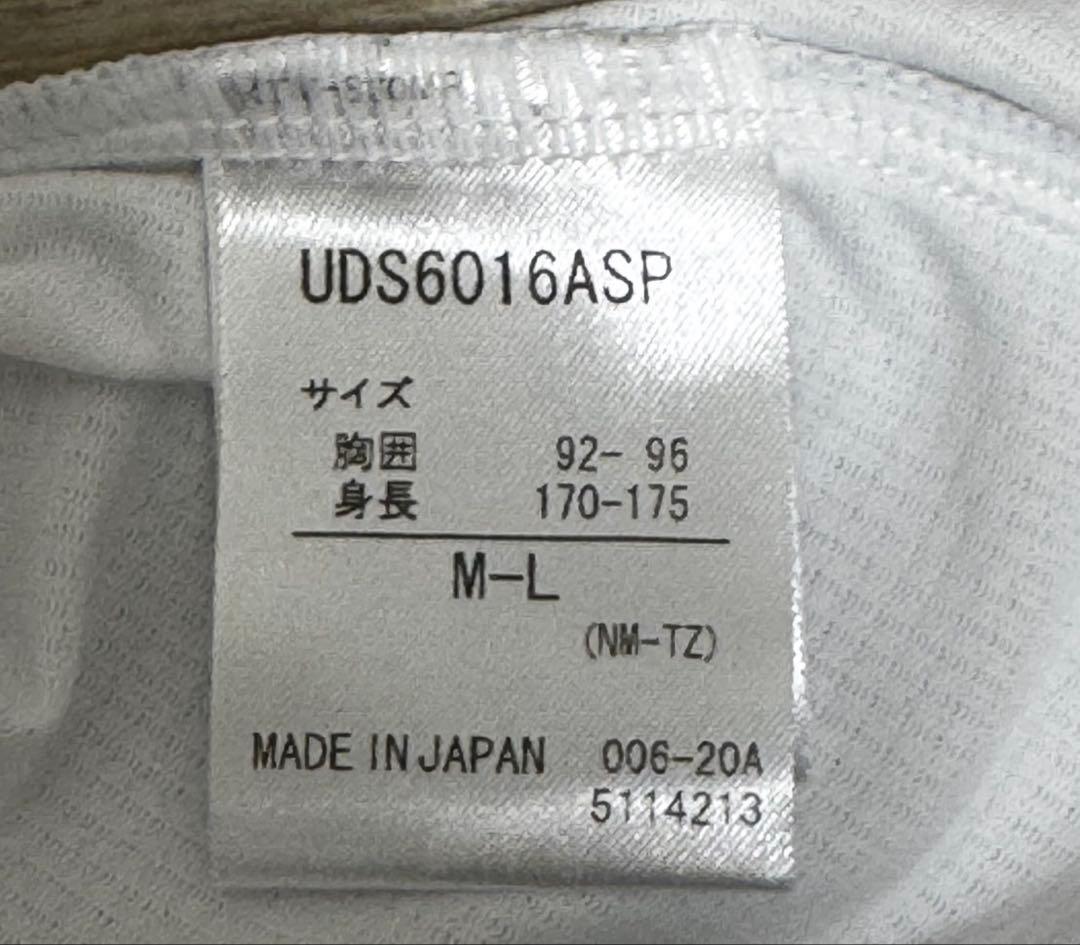 UDS6016ASP
サイズ
胸囲 92- 96
身長 170-175
M-L
(NM-TZ)
MADE IN JAPAN 006-20A
5114213